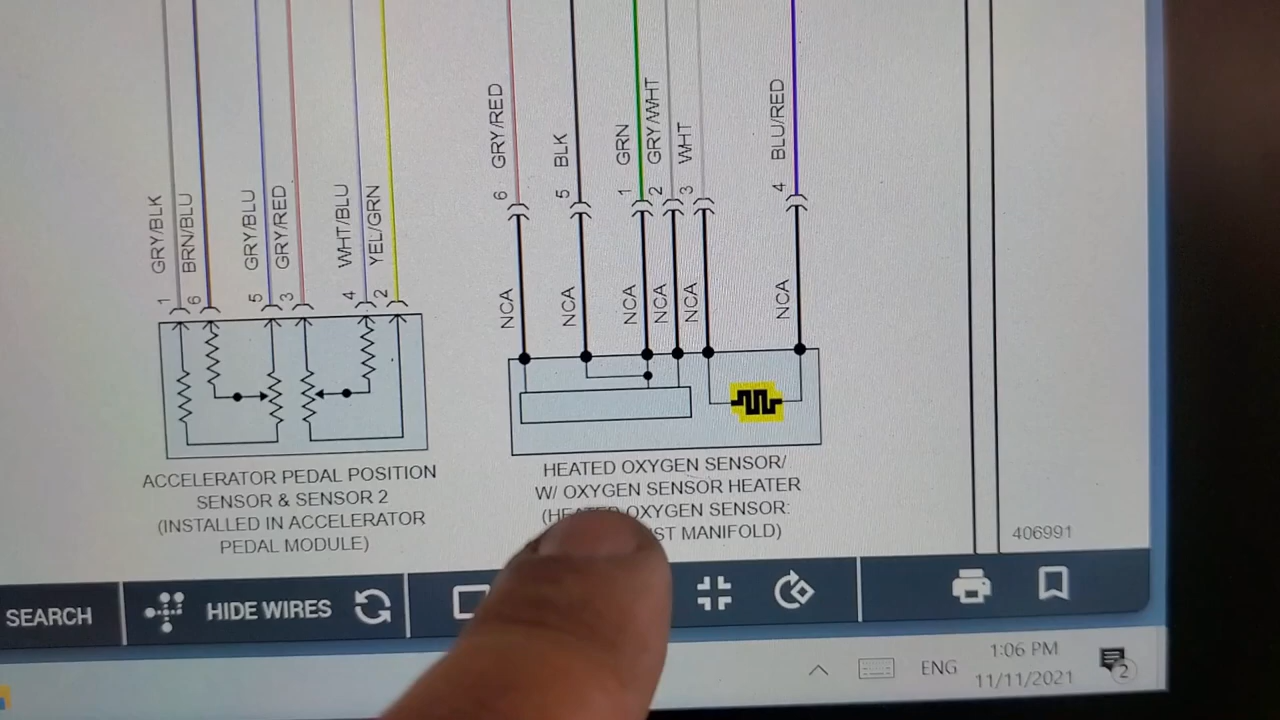 GRY/BLK
1
BRN/BLU
6
GRY/BLU
5
GRY/RED
3
WHT/BLU
4
YEL/GRN
2
GRY/RED
6
BLK
5
GRN
1
GRY/WHT
2
WHT
3
BLU/RED
4
NCA
NCA
NCA
NCA
NCA
NCA
ACCELERATOR PEDAL POSITION
SENSOR & SENSOR 2
(INSTALLED IN ACCELERATOR
PEDAL MODULE)
HEATED OXYGEN SENSOR/
W/ OXYGEN SENSOR HEATER
(HEATED OXYGEN SENSOR:
MANIFOLD)
406991
SEARCH
HIDE WIRES
ENG
1:06 PM
11/11/2021
2